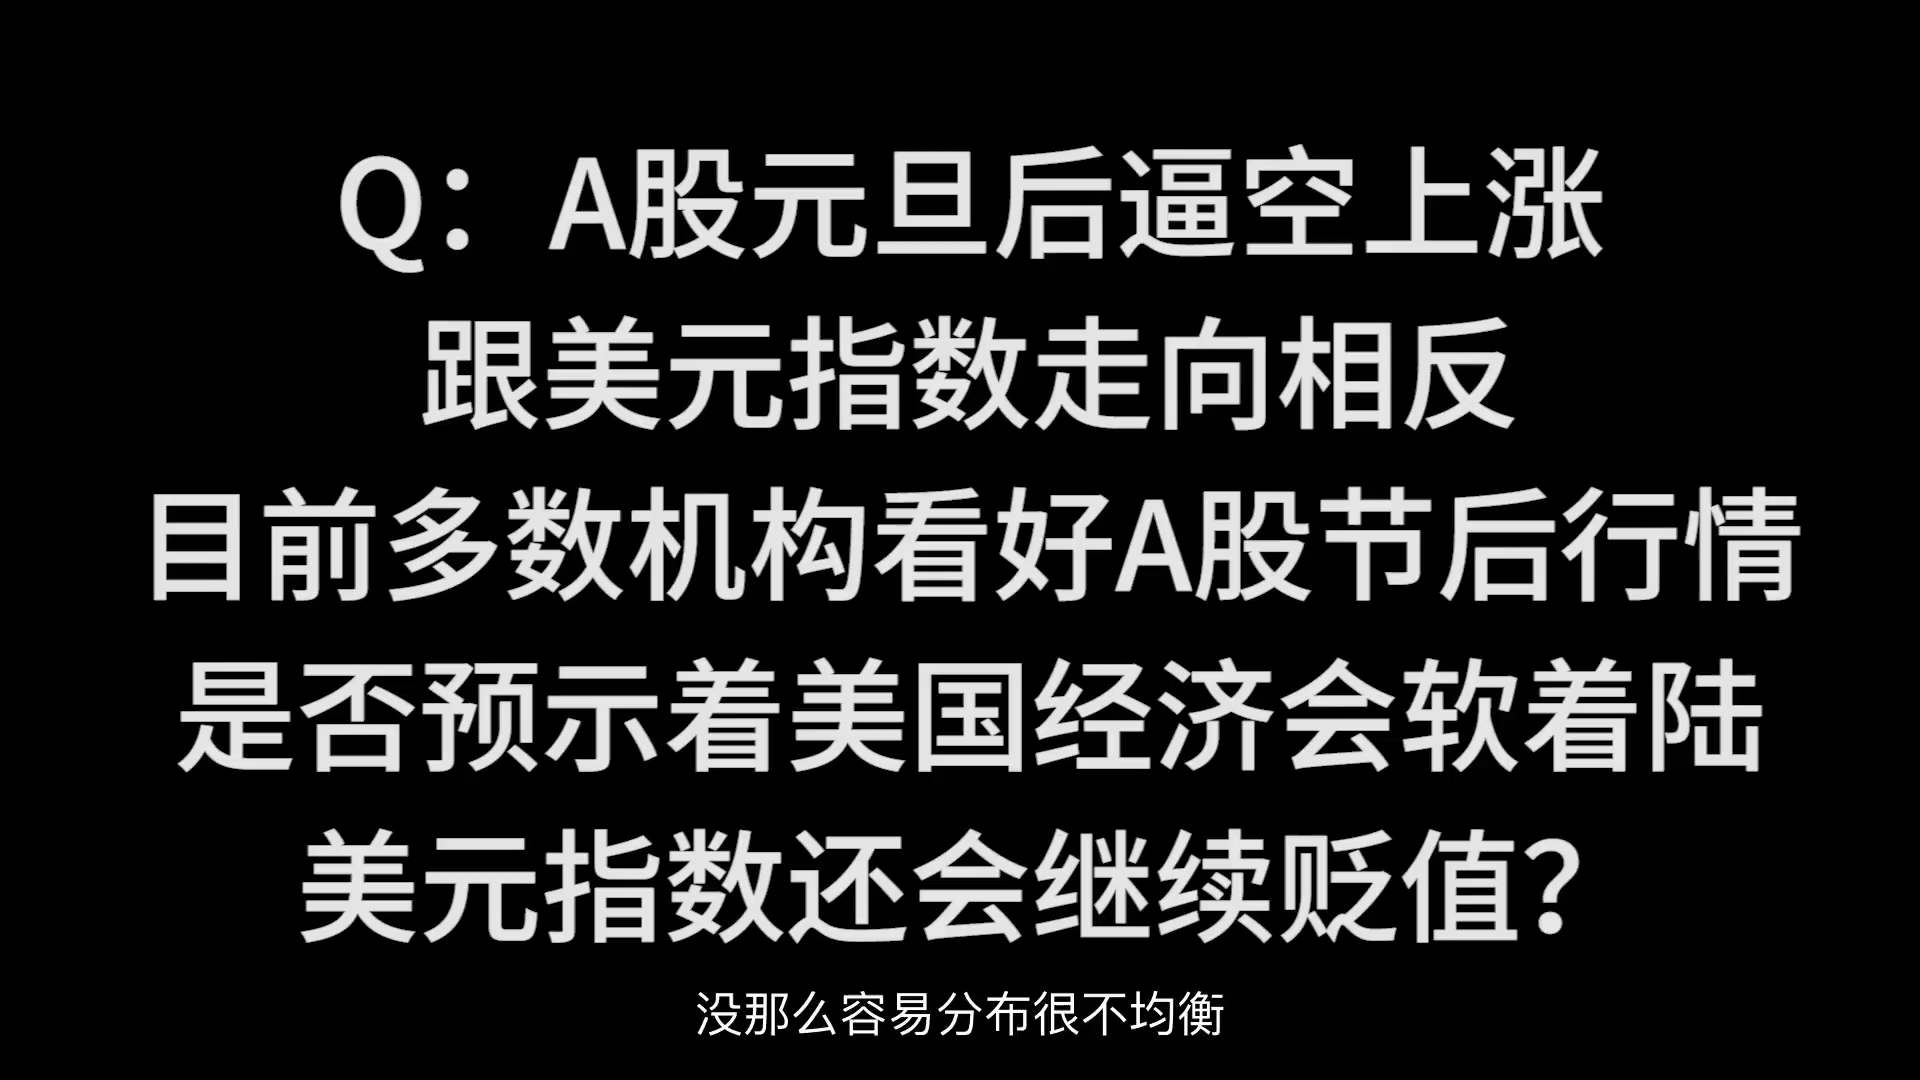 Q：A股元旦后逼空上涨
跟美元指数走向相反
目前多数机构看好A股节后行情
是否预示着美国经济会软着陆
美元指数还会继续贬值？
没那么容易分布很不均衡